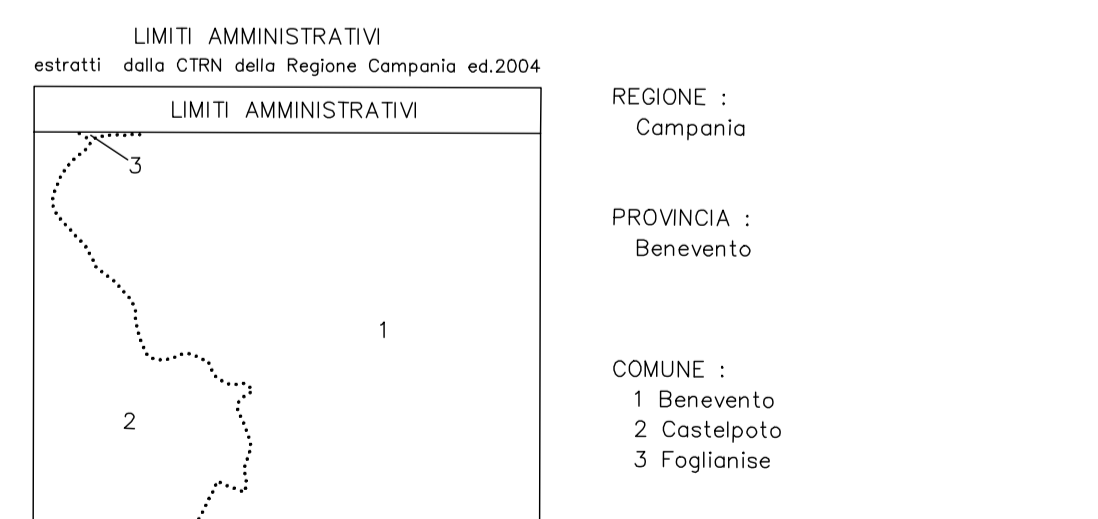 LIMITI AMMINISTRATIVI
estratti dalla CTRN della Regione Campania ed.2004
LIMITI AMMINISTRATIVI
3
1
2
REGIONE :
Campania
PROVINCIA :
Benevento
COMUNE :
1 Benevento
2 Castelpoto
3 Foglianise